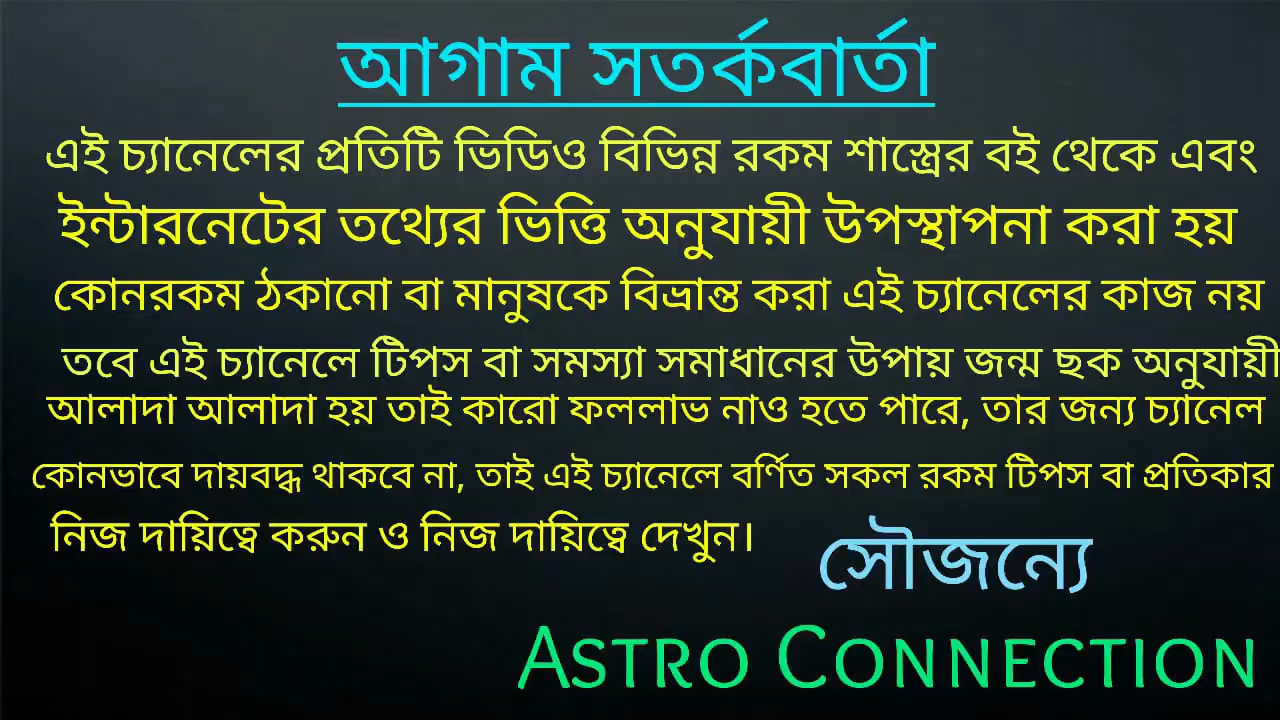 আগাম সতর্কবার্তা
এই চ্যানেলের প্রতিটি ভিডিও বিভিন্ন রকম শাস্ত্রের বই থেকে এবং
ইন্টারনেটের তথ্যের ভিত্তি অনুযায়ী উপস্থাপনা করা হয়
কোনরকম ঠকানো বা মানুষকে বিভ্রান্ত করা এই চ্যানেলের কাজ নয়
তবে এই চ্যানেলে টিপস বা সমস্যা সমাধানের উপায় জন্ম ছক অনুযায়ী
আলাদা আলাদা হয় তাই কারো ফললাভ নাও হতে পারে, তার জন্য চ্যানেল
কোনভাবে দায়বদ্ধ থাকবে না, তাই এই চ্যানেলে বর্ণিত সকল রকম টিপস বা প্রতিকার
নিজ দায়িত্বে করুন ও নিজ দায়িত্বে দেখুন।
সৌজন্যে
ASTRO CONNECTION